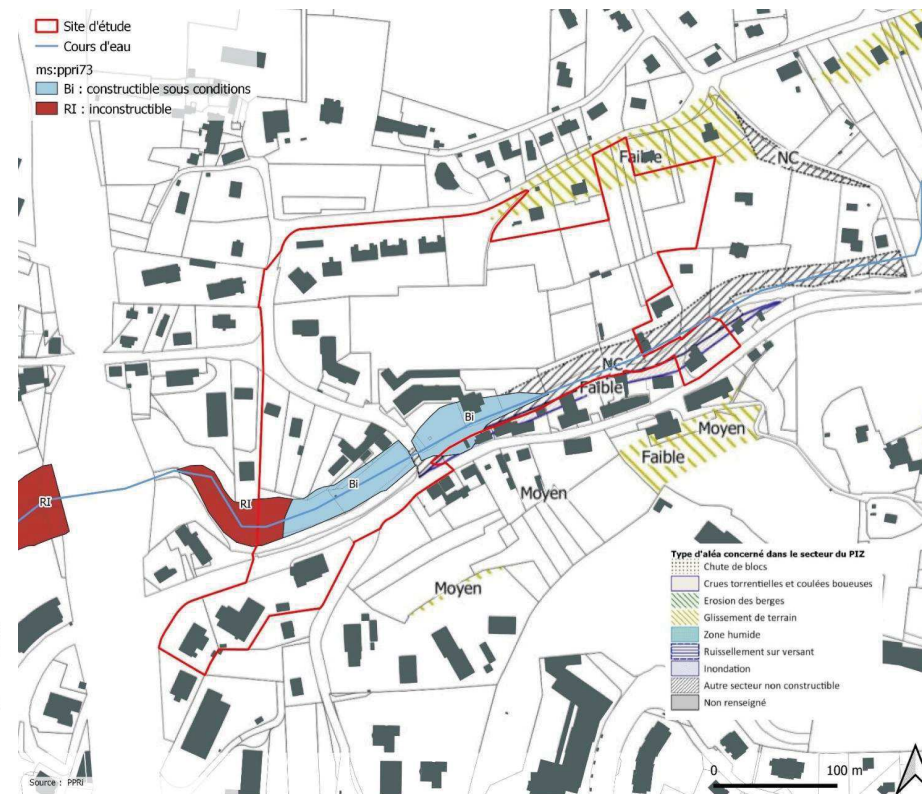 Site d'étude
Cours d'eau
ms:ppri73
Bi : constructible sous conditions
RI : inconstructible
Faible
NC
NC
Faible
Bi
Moyen
Faible
Bi
RI
RI
Moyen
Moyen
Type d'aléa concerné dans le secteur du PIZ
Chute de blocs
Crues torrentielles et coulées boueuses
Erosion des berges
Glissement de terrain
Zone humide
Ruissellement sur versant
Inondation
Autre secteur non constructible
Non renseigné
Source : PPRI
0 100 m